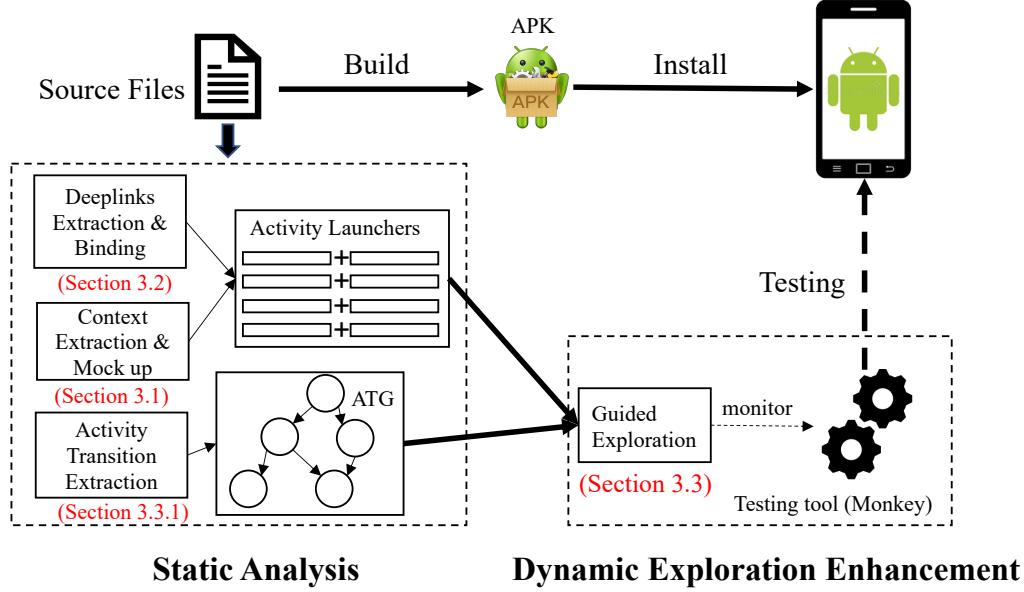 APK
Source Files
Build
APK
Install
Deeplinks
Extraction &
Binding
(Section 3.2)
Context
Extraction &
Mock up
(Section 3.1)
Activity
Transition
Extraction
(Section 3.3.1)
Activity Launchers
+
+
+
+
ATG
Testing
Guided
Exploration
(Section 3.3)
monitor
Testing tool (Monkey)
Static Analysis
Dynamic Exploration Enhancement